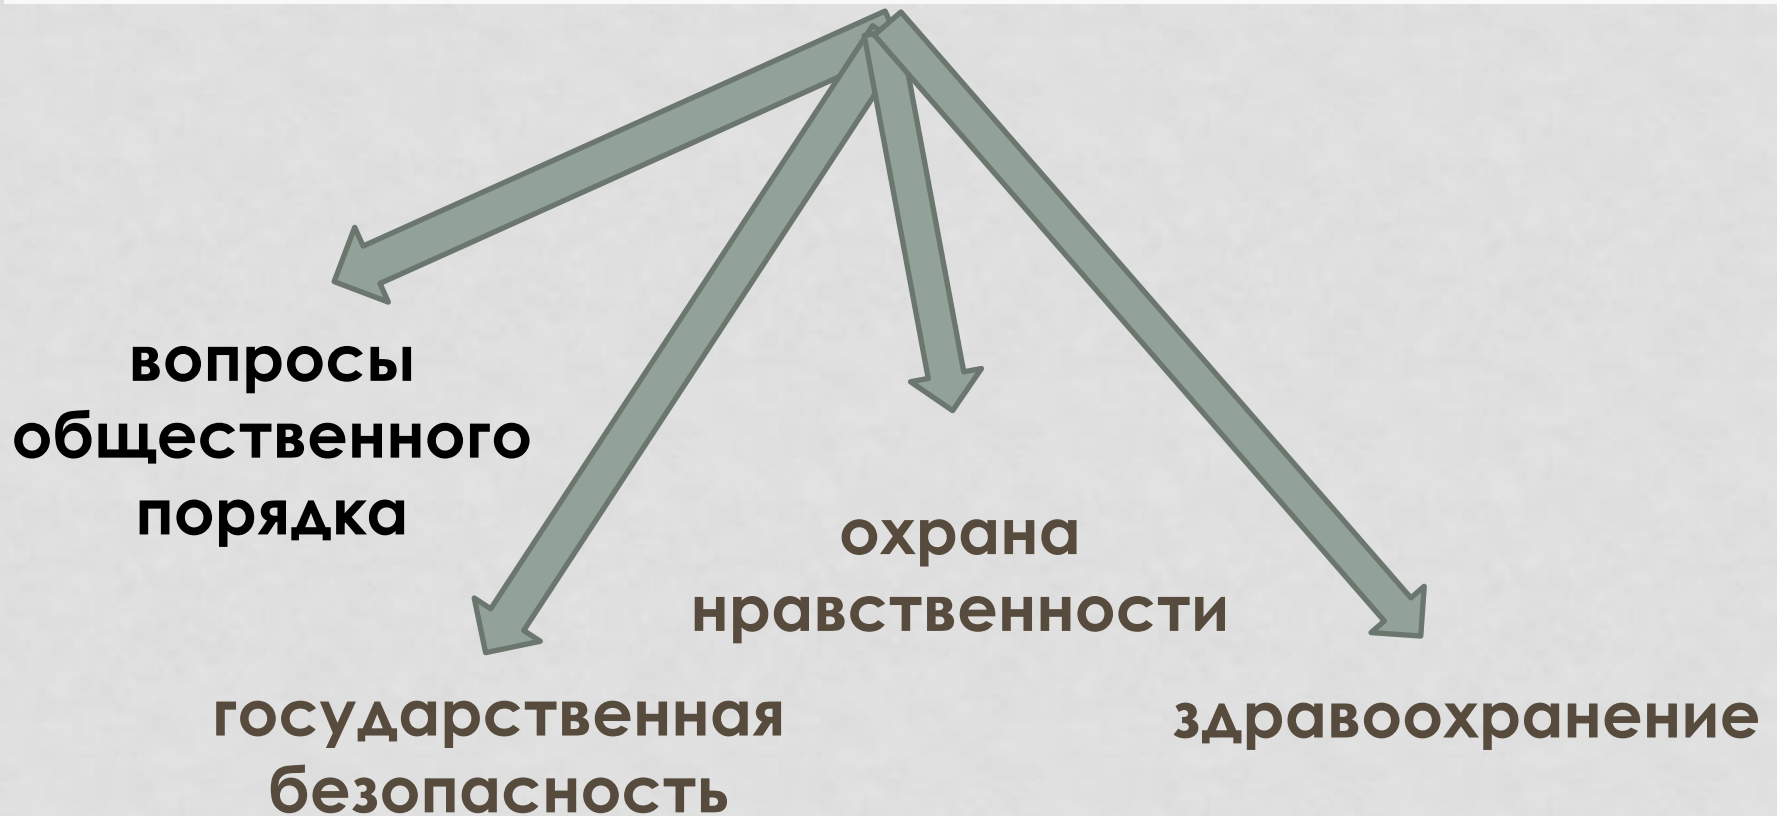 вопросы
общественного
порядка
охрана
нравственности
государственная
безопасность
здравоохранение